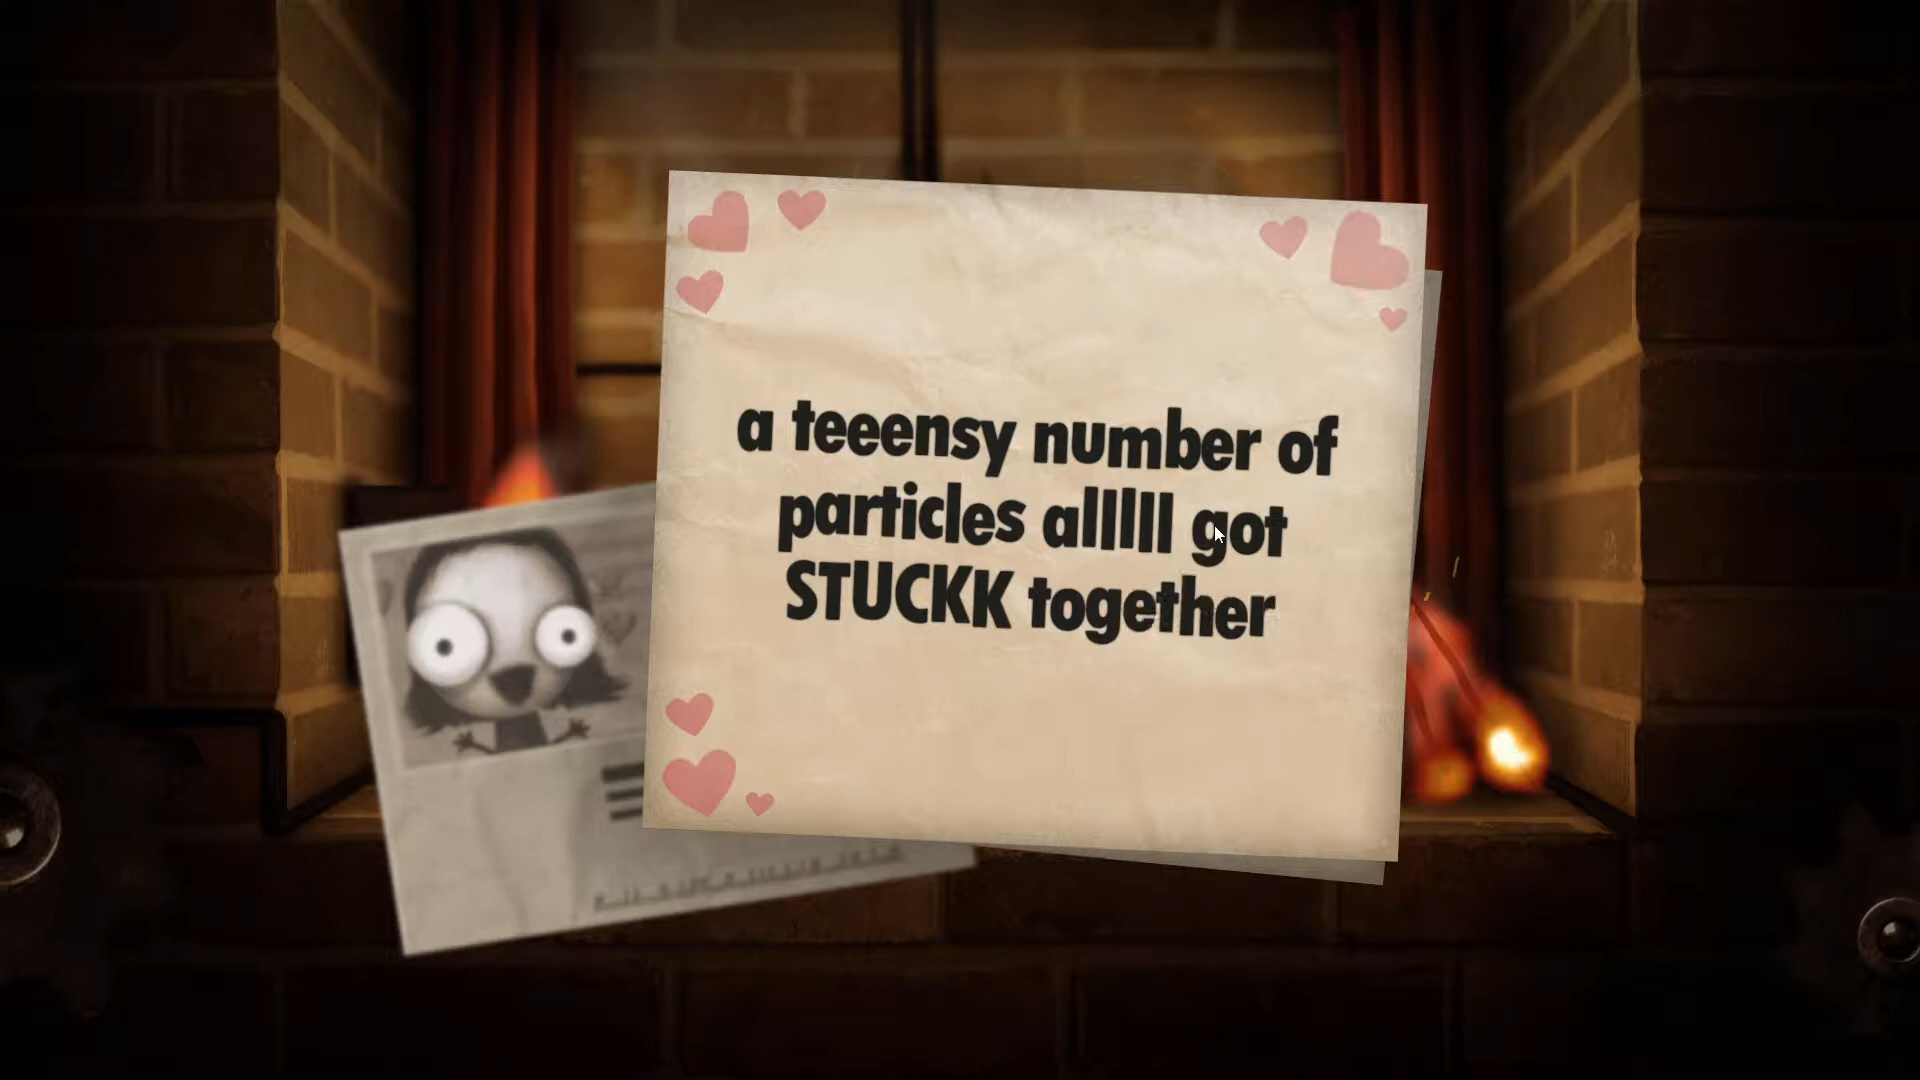 a teeensy number of
particles alllll got
STUCKK together